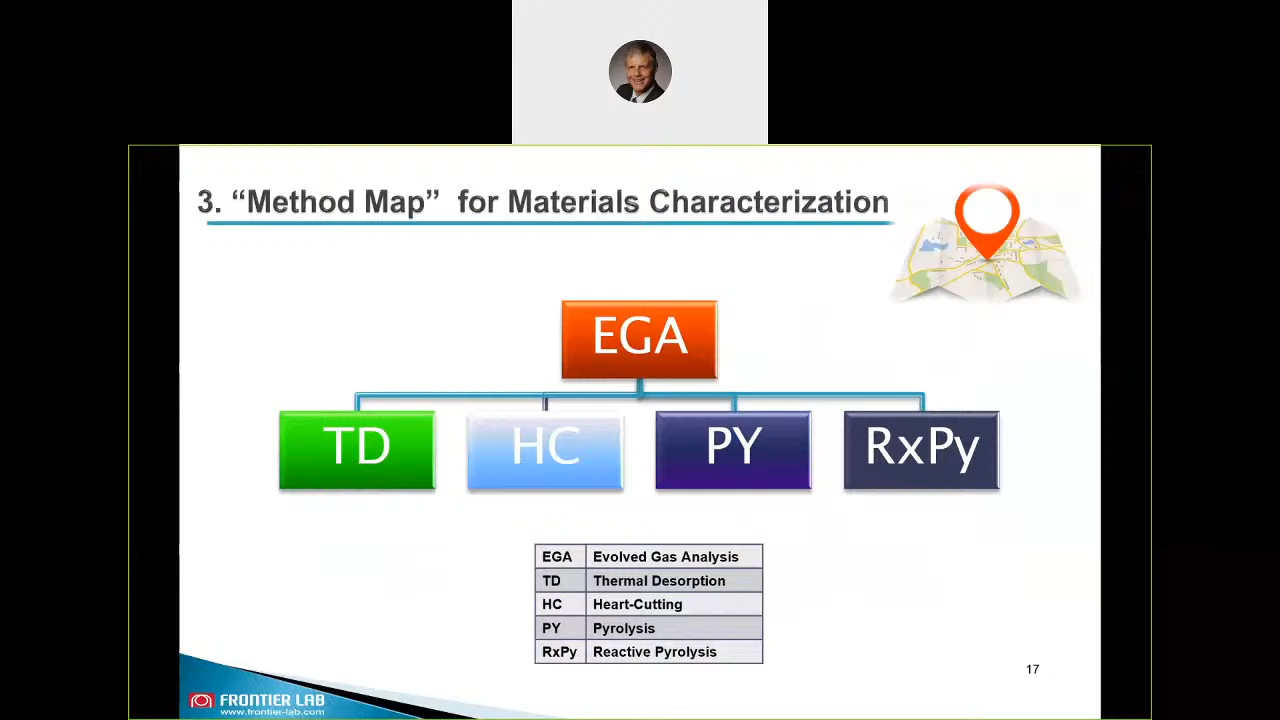 3. “Method Map”  for Materials Characterization
EGA
TD
HC
PY
RxPy
EGA Evolved Gas Analysis
TD Thermal Desorption
HC Heart-Cutting
PY Pyrolysis
RxPy Reactive Pyrolysis
17
FRONTIER LAB
www.frontier-lab.com